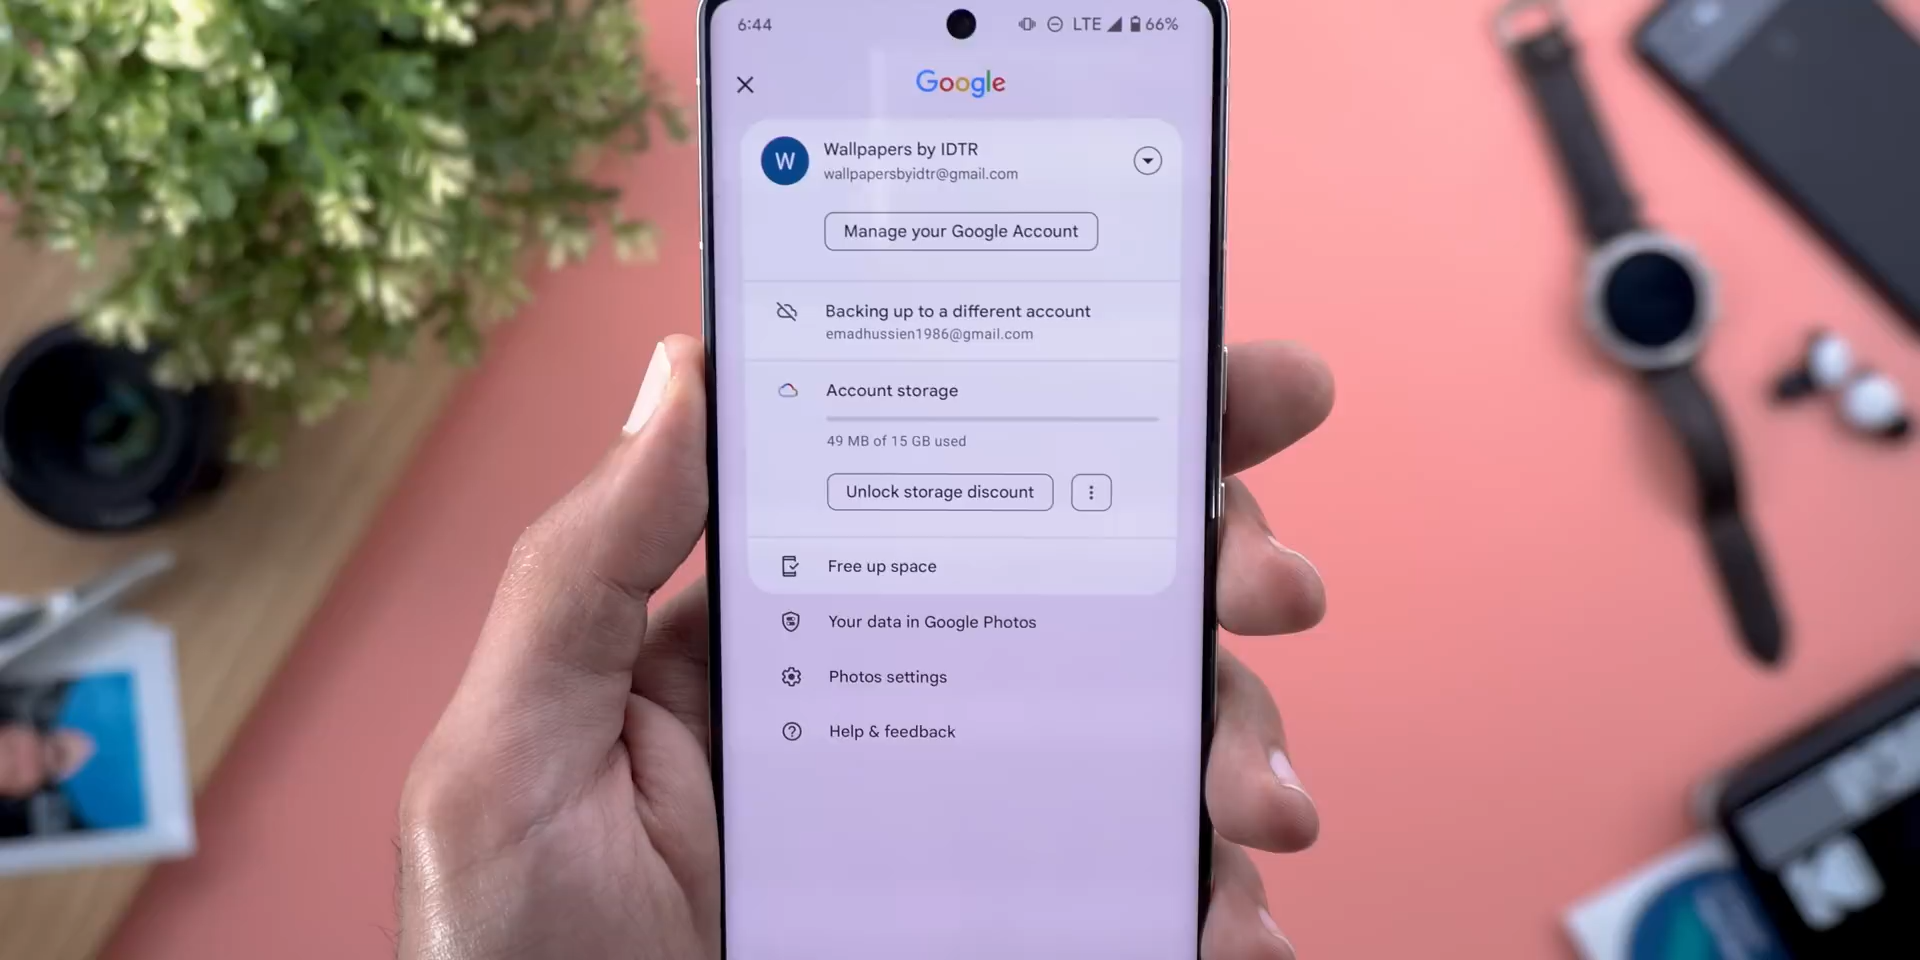 6:44
LTE 66%
Google
W
Wallpapers by IDTR
wallpapersbyidtr@gmail.com
Manage your Google Account
Backing up to a different account
emadhussien1986@gmail.com
Account storage
49 MB of 15 GB used
Unlock storage discount
Free up space
Your data in Google Photos
Photos settings
Help & feedback